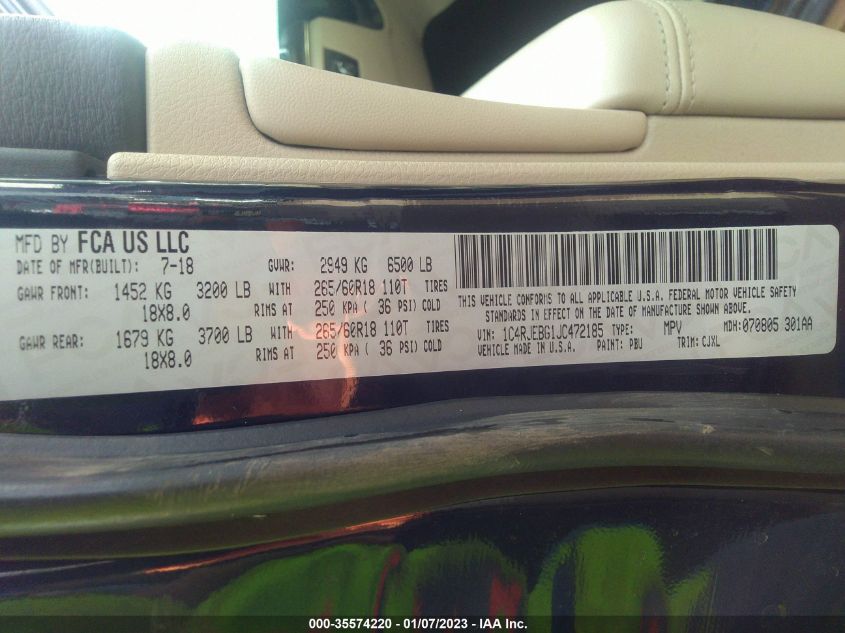 MFD BY FCA US LLC
DATE OF MFR(BUILT): 7-18 GVWR: 2949 KG 6500 LB
GAWR FRONT: 1452 KG 3200 LB WITH 265/60R18 110T TIRES
18X8.0 RIMS AT 250 KPA ( 36 PSI) COLD
GAWR REAR: 1679 KG 3700 LB WITH 265/60R18 110T TIRES
18X8.0 RIMS AT 250 KPA ( 36 PSI) COLD
THIS VEHICLE CONFORMS TO ALL APPLICABLE U.S.A. FEDERAL MOTOR VEHICLE SAFETY
STANDARDS IN EFFECT ON THE DATE OF MANUFACTURE SHOWN ABOVE.
VIN: 1C4RJEBG1JC472185 TYPE: MPV MDH: 070805 301AA
VEHICLE MADE IN U.S.A. PAINT: PBU TRIM: CJXL
000-35574220 - 01/07/2023 - IAA Inc.